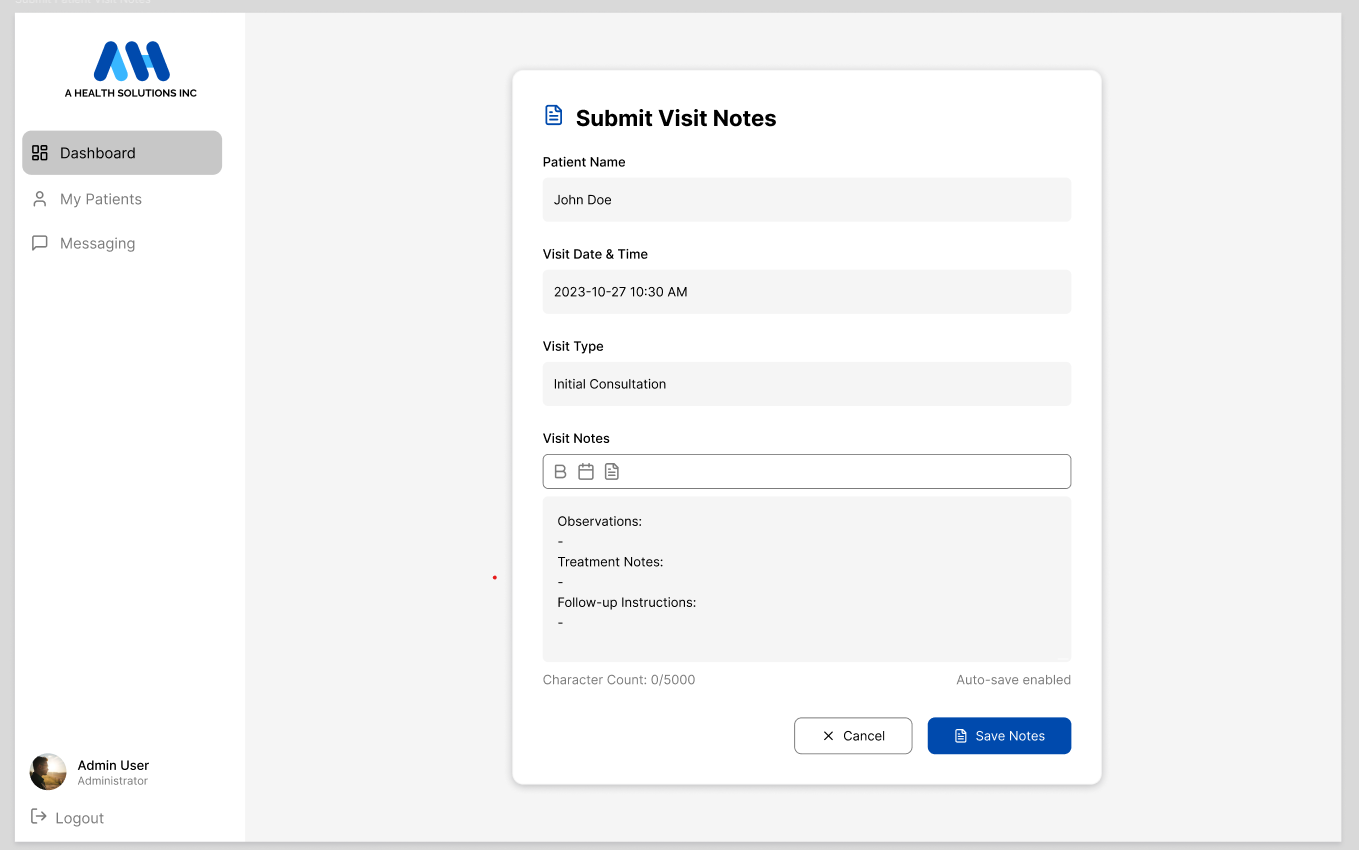 A HEALTH SOLUTIONS INC
Dashboard
My Patients
Messaging
Admin User
Administrator
Logout
Submit Visit Notes
Patient Name
John Doe
Visit Date & Time
2023-10-27 10:30 AM
Visit Type
Initial Consultation
Visit Notes
B
Observations:
-
Treatment Notes:
-
Follow-up Instructions:
-
Character Count: 0/5000
Auto-save enabled
Cancel
Save Notes